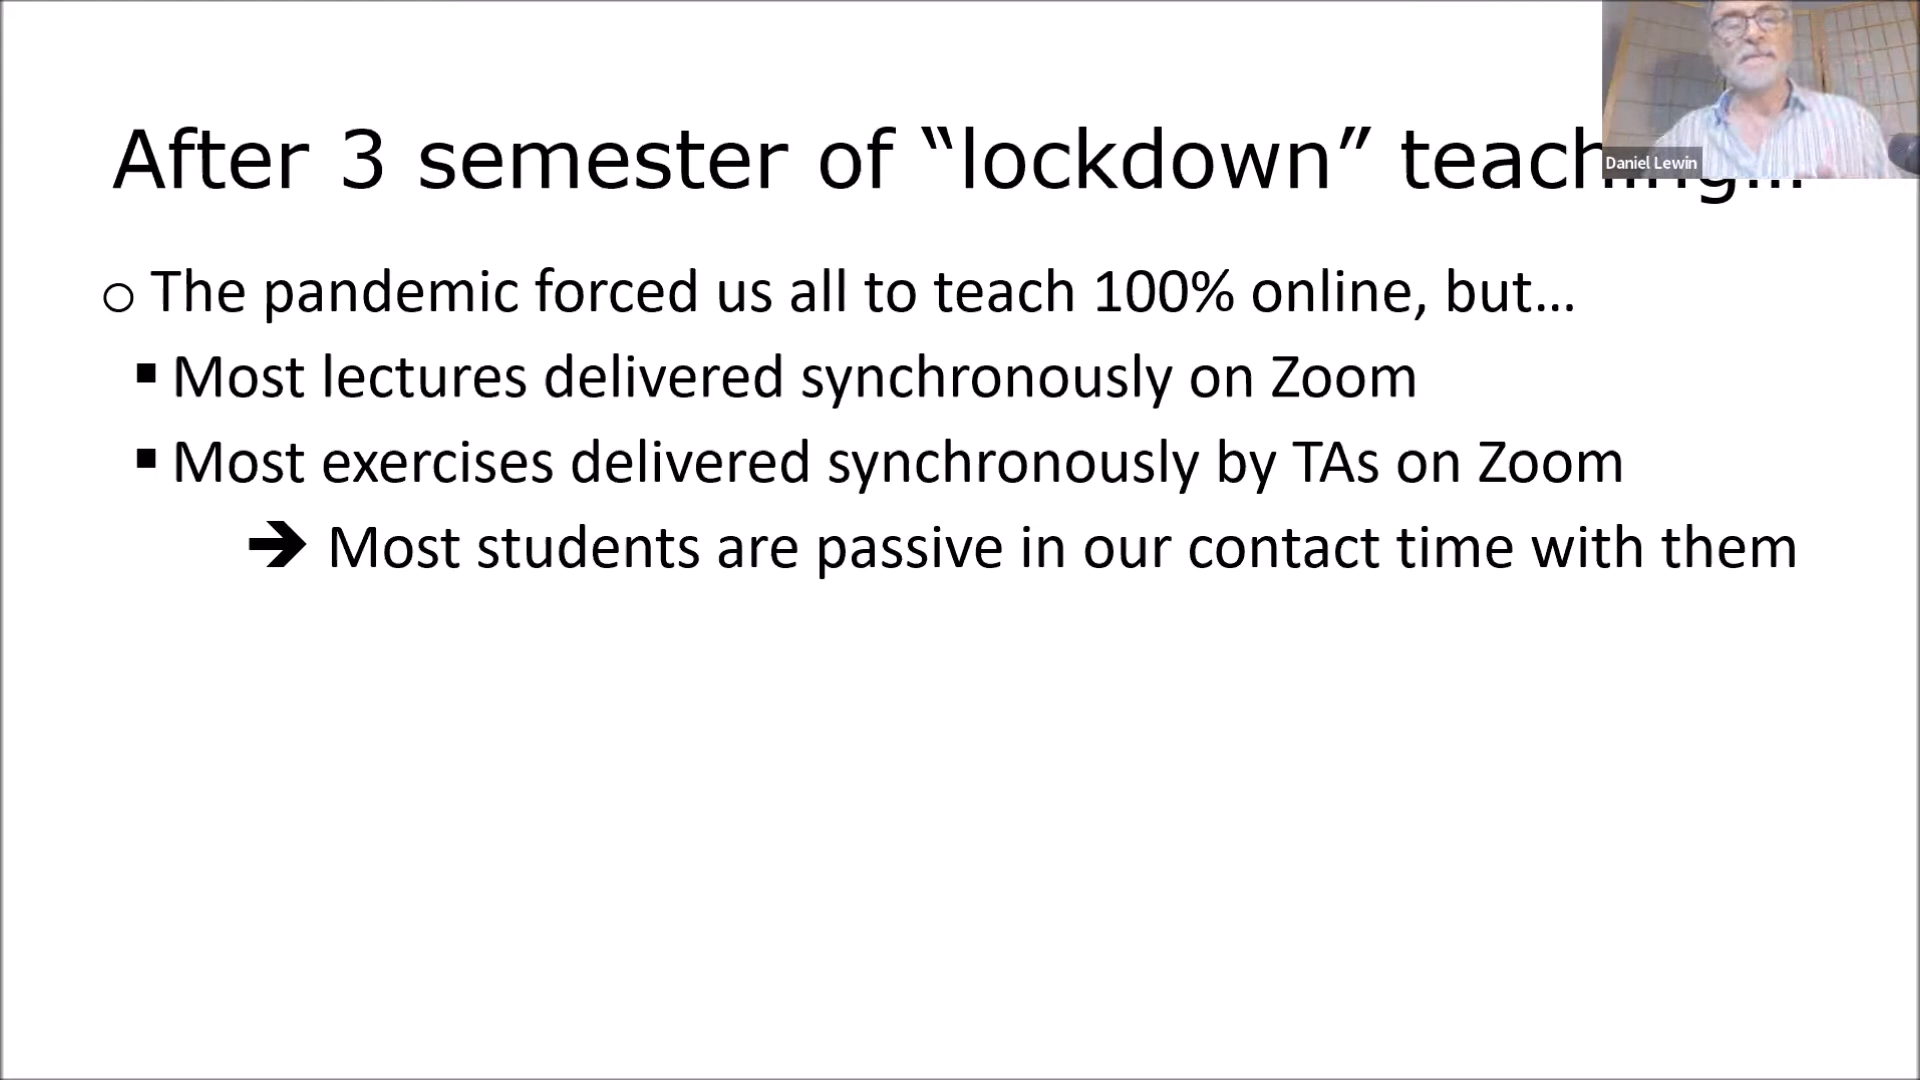 After 3 semester of “lockdown” teaching...
Daniel Lewin
o The pandemic forced us all to teach 100% online, but...
▪ Most lectures delivered synchronously on Zoom
▪ Most exercises delivered synchronously by TAs on Zoom
➔ Most students are passive in our contact time with them